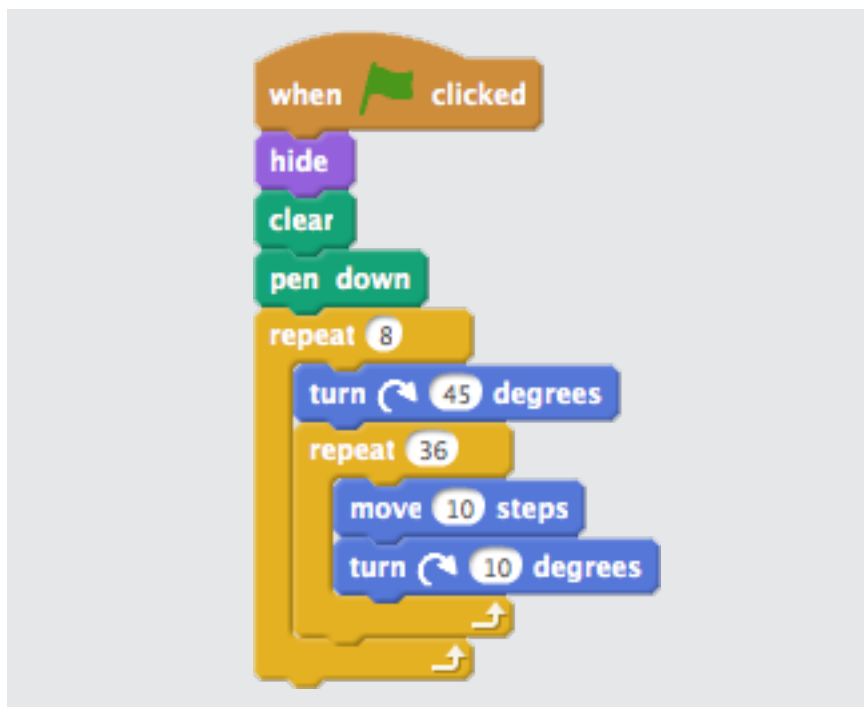 when clicked
hide
clear
pen down
repeat 8
turn 45 degrees
repeat 36
move 10 steps
turn 10 degrees